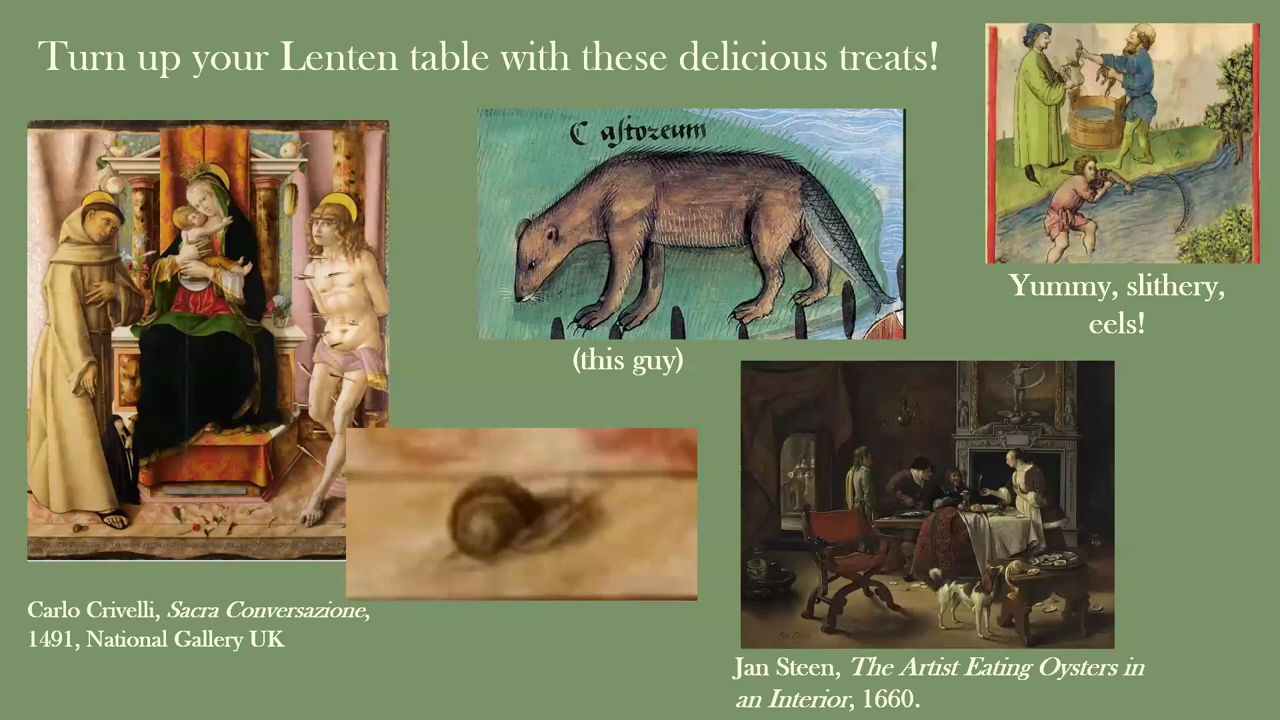 Turn up your Lenten table with these delicious treats!
Castoreum
(this guy)
Yummy, slithery,
eels!
Carlo Crivelli, Sacra Conversazione,
1491, National Gallery UK
Jan Steen, The Artist Eating Oysters in
an Interior, 1660.